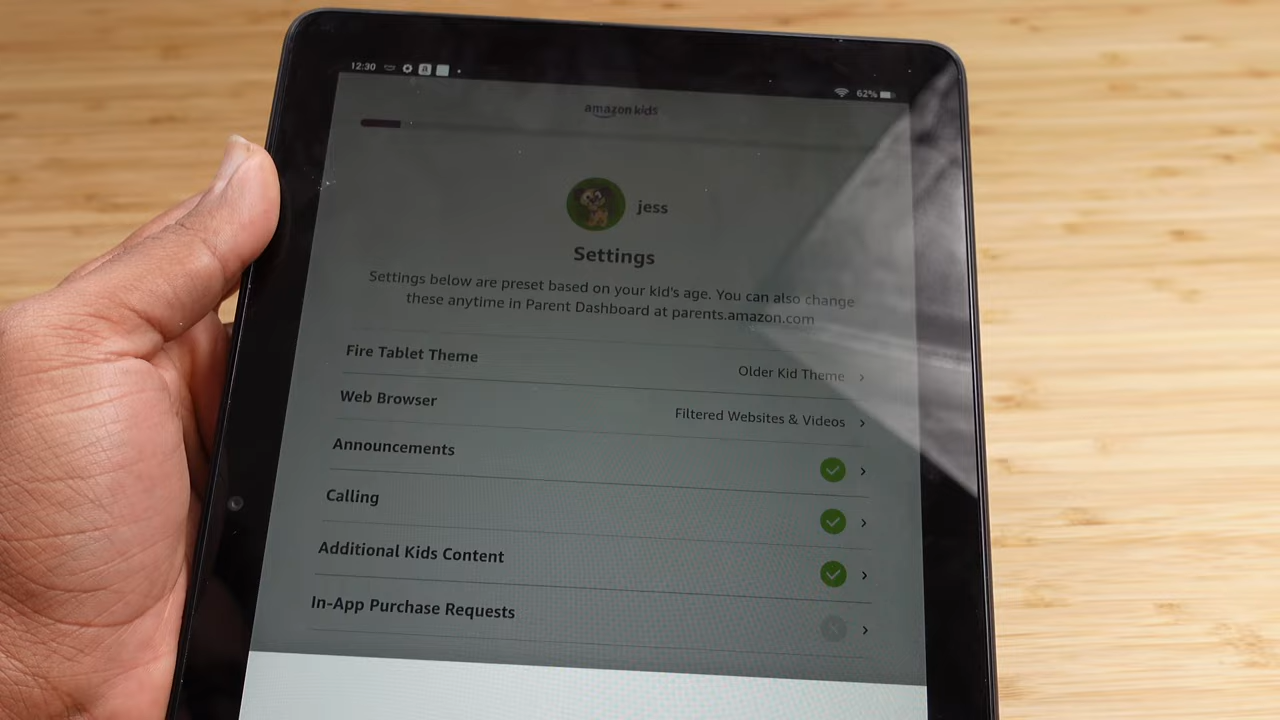 12:30
62%
amazon kids
jess
Settings
Settings below are preset based on your kid's age. You can also change
these anytime in Parent Dashboard at parents.amazon.com
Fire Tablet Theme Older Kid Theme
Web Browser Filtered Websites & Videos
Announcements
Calling
Additional Kids Content
In-App Purchase Requests